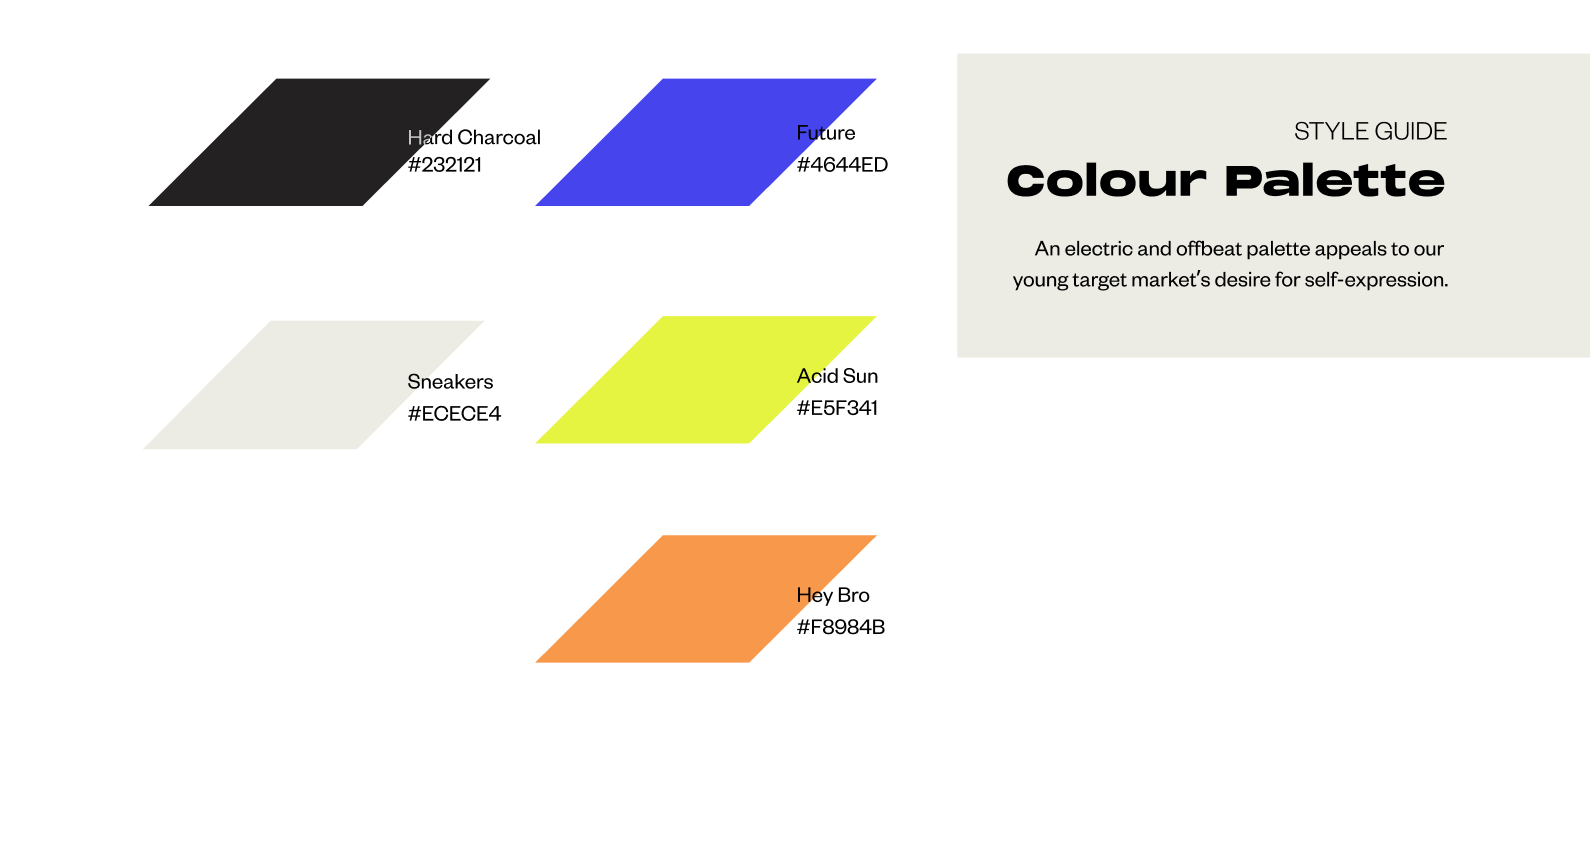 Hard Charcoal
#232121
Future
#4644ED
Sneakers
#ECECE4
Acid Sun
#E5F341
Hey Bro
#F8984B
STYLE GUIDE
Colour Palette
An electric and offbeat palette appeals to our
young target market's desire for self-expression.